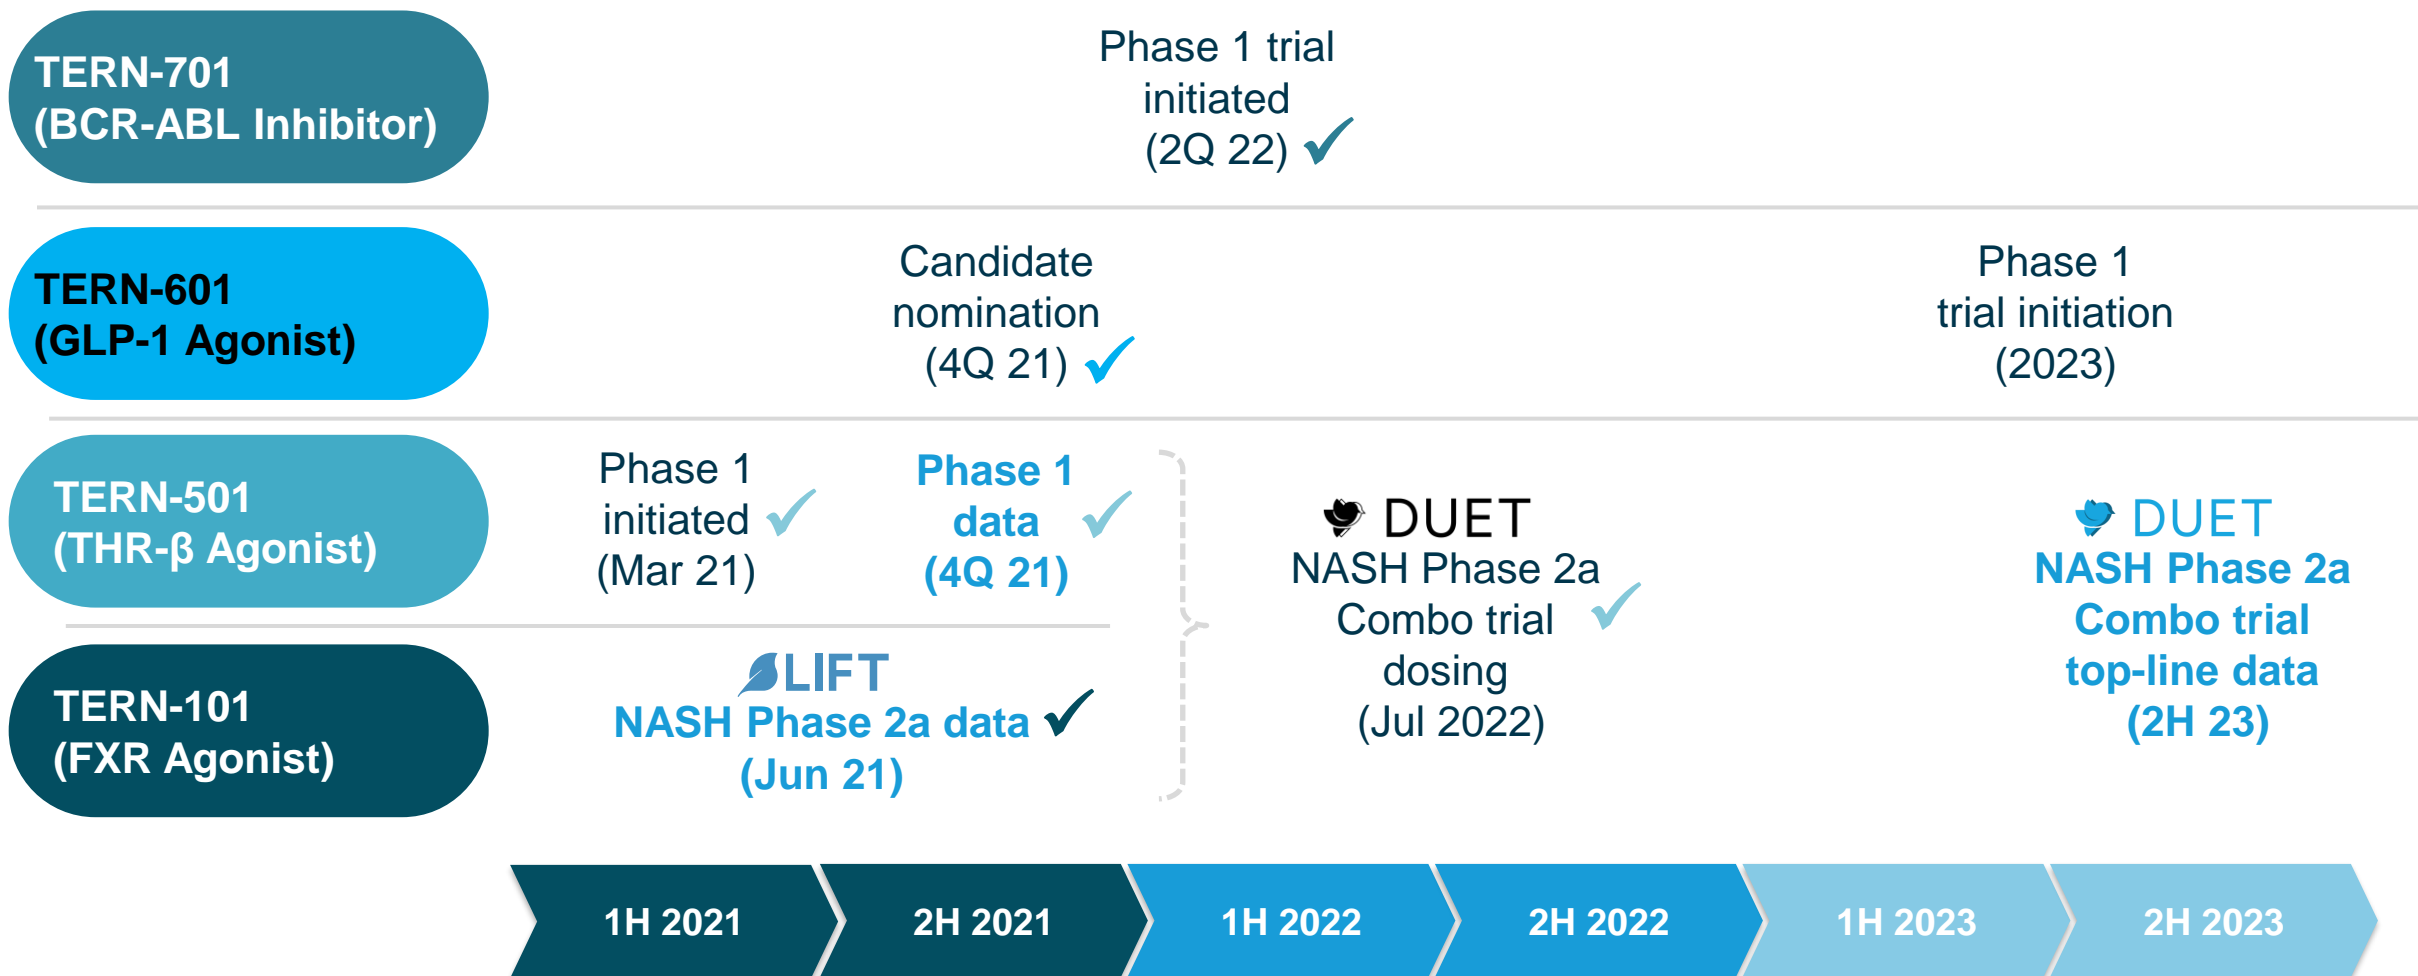 TERN-701
(BCR-ABL Inhibitor)
Phase 1 trial
initiated
(2Q 22)
TERN-601
(GLP-1 Agonist)
Candidate
nomination
(4Q 21)
Phase 1
trial initiation
(2023)
TERN-501
(THR-β Agonist)
Phase 1
initiated
(Mar 21)
Phase 1
data
(4Q 21)
TERN-101
(FXR Agonist)
LIFT
NASH Phase 2a data
(Jun 21)
DUET
NASH Phase 2a
Combo trial
dosing
(Jul 2022)
DUET
NASH Phase 2a
Combo trial
top-line data
(2H 23)
1H 2021
2H 2021
1H 2022
2H 2022
1H 2023
2H 2023